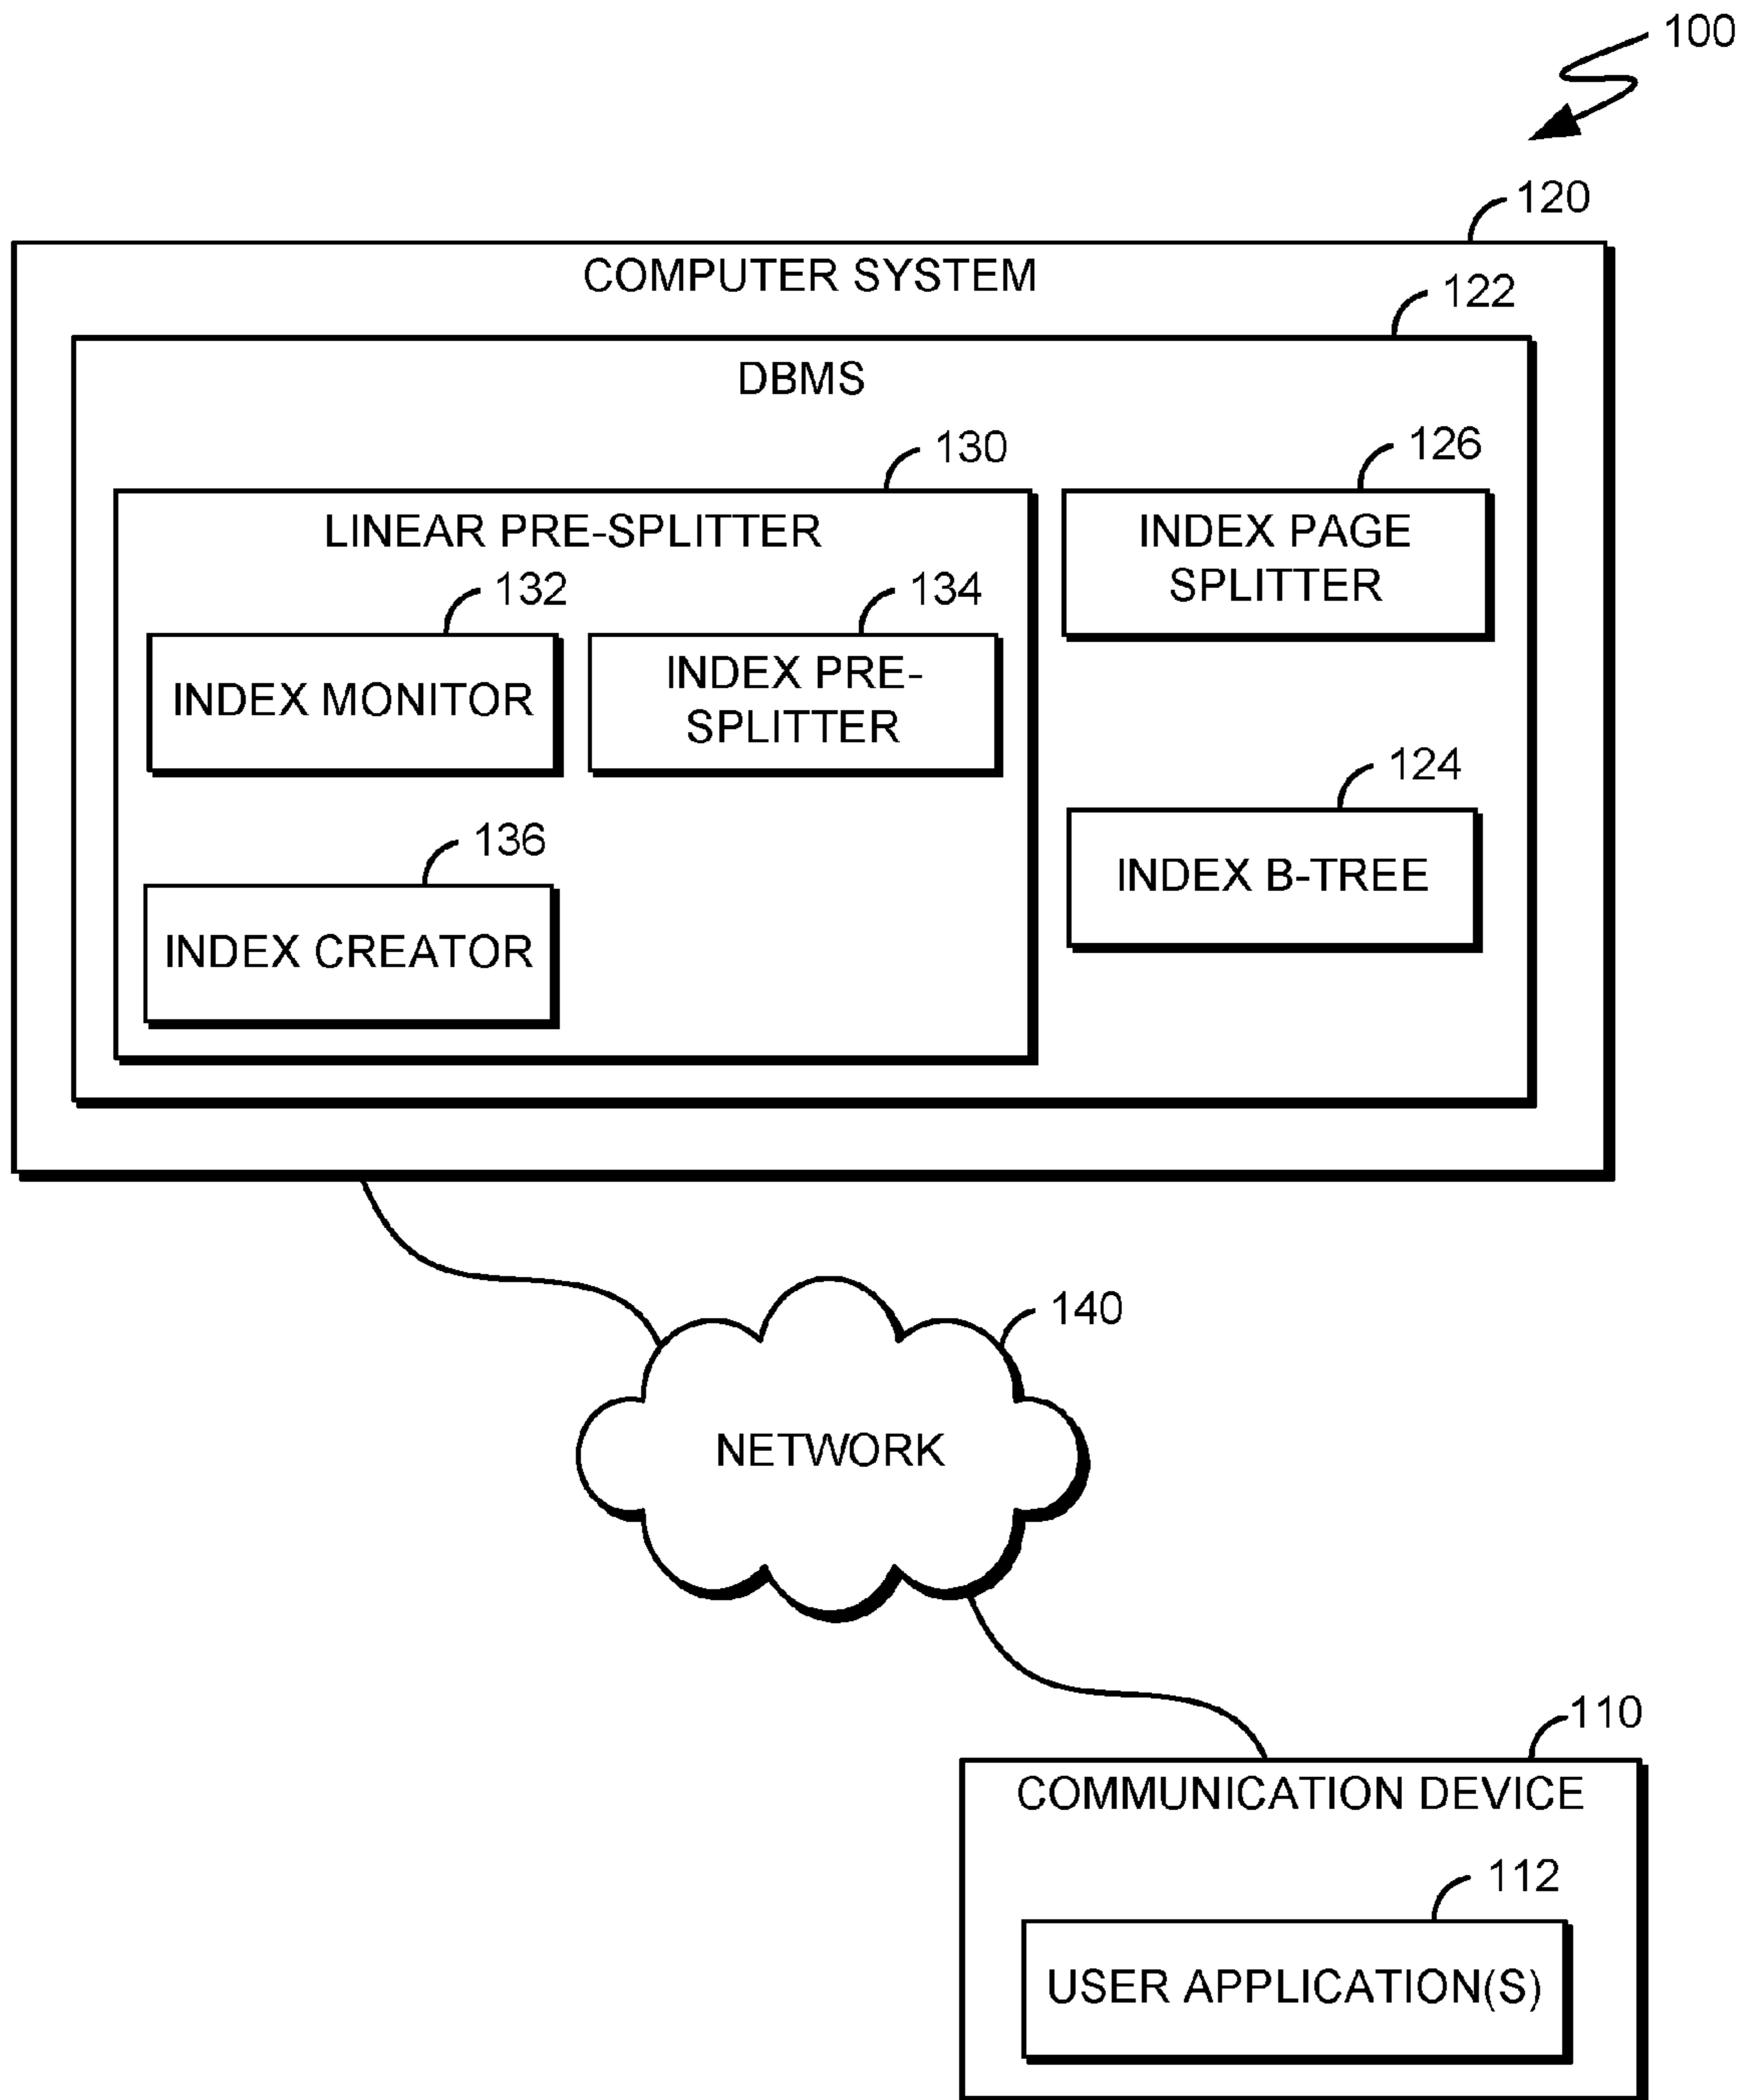 100
120
COMPUTER SYSTEM
122
DBMS
130
126
LINEAR PRE-SPLITTER
INDEX PAGE
SPLITTER
132
134
INDEX MONITOR
INDEX PRE-
SPLITTER
124
136
INDEX B-TREE
INDEX CREATOR
140
NETWORK
110
COMMUNICATION DEVICE
112
USER APPLICATION(S)